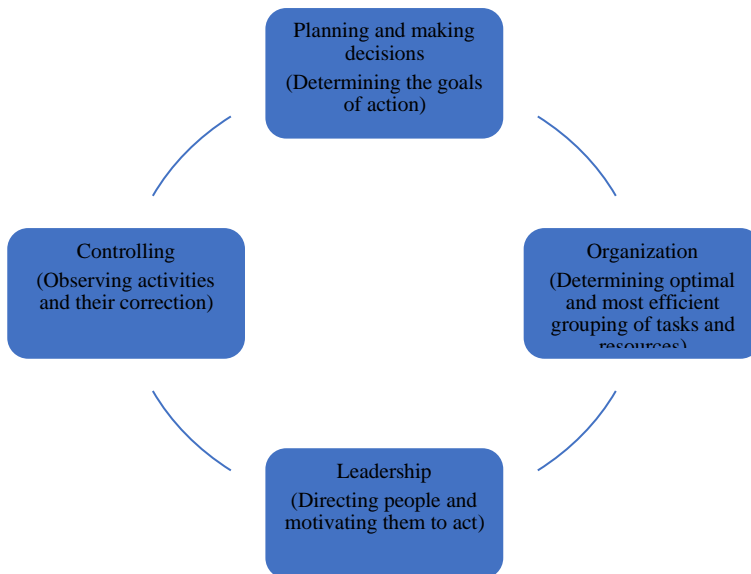 Planning and making
decisions
(Determining the goals
of action)
Controlling
(Observing activities
and their correction)
Organization
(Determining optimal
and most efficient
grouping of tasks and
resources)
Leadership
(Directing people and
motivating them to act)